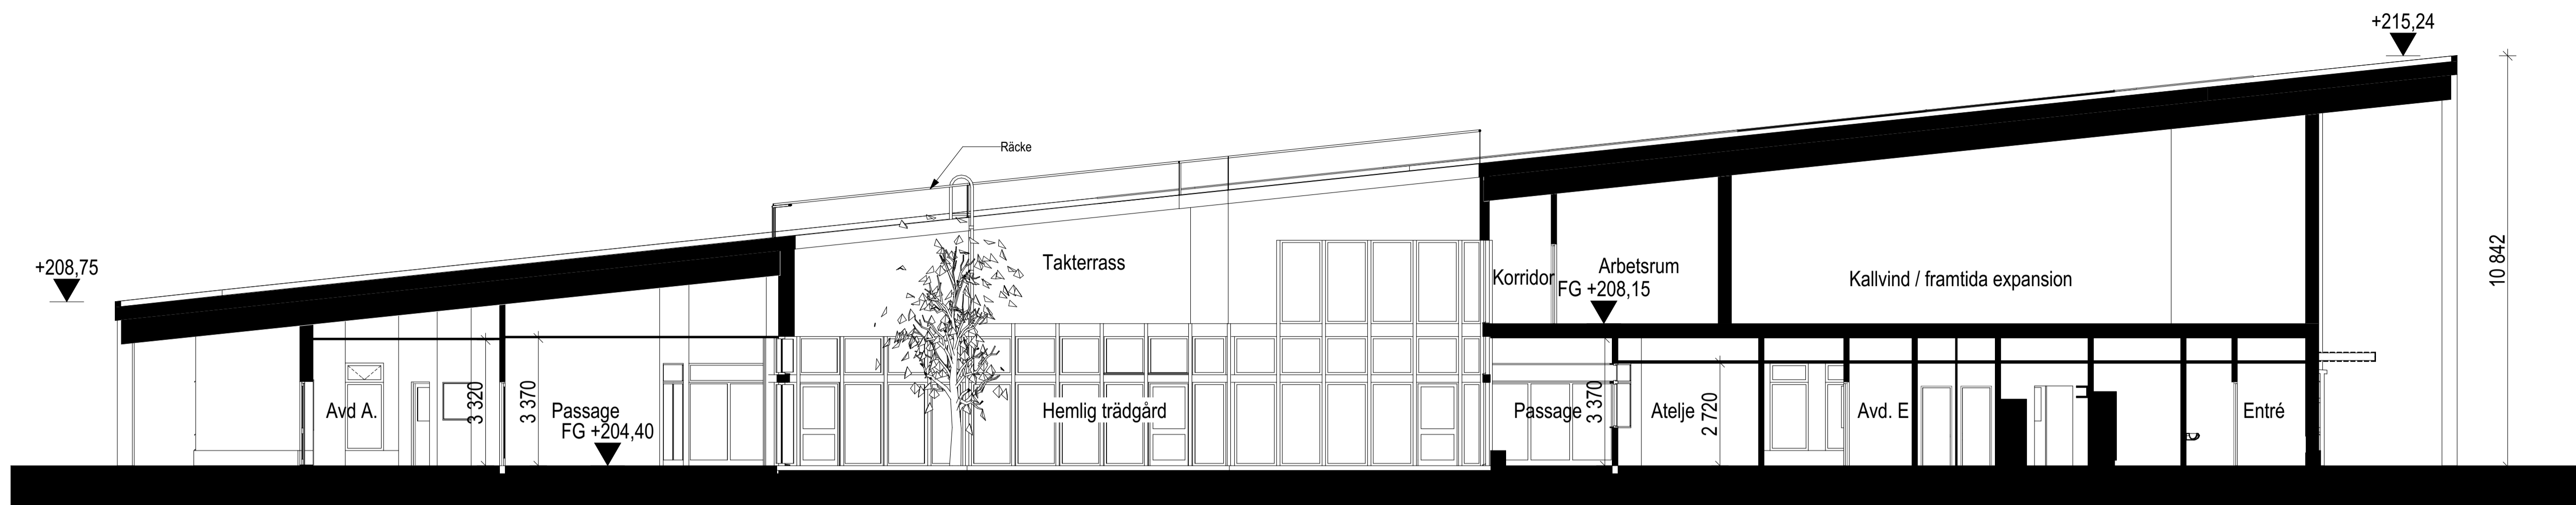 +215,24
Räcke
+208,75
Takterrass
Korridor
Arbetsrum
FG +208,15
Kallvind / framtida expansion
10 842
Avd A.
3 320
3 370
Passage
FG +204,40
Hemlig trädgård
Passage
3 370
Atelje
2 720
Avd. E
Entré